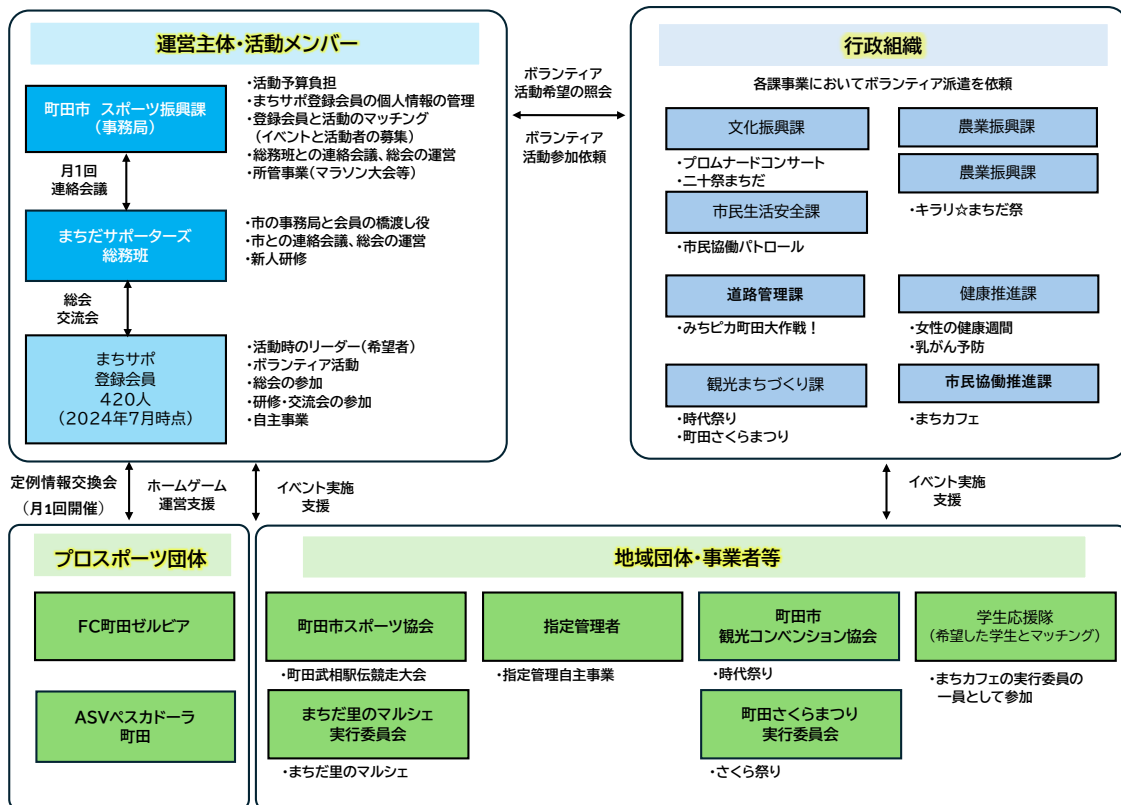 運営主体・活動メンバー
町田市 スポーツ振興課
(事務局)
・活動予算負担
・まちサポ登録会員の個人情報の管理
・登録会員と活動のマッチング
(イベントと活動者の募集)
・総務班との連絡会議、総会の運営
・所管事業(マラソン大会等)
月1回
連絡会議
まちだサポーターズ
総務班
・市の事務局と会員の橋渡し役
・市との連絡会議、総会の運営
・新人研修
総会
交流会
まちサポ
登録会員
420人
(2024年7月時点)
・活動時のリーダー(希望者)
・ボランティア活動
・総会の参加
・研修・交流会の参加
・自主事業
ボランティア
活動希望の照会
ボランティア
活動参加依頼
行政組織
各課事業においてボランティア派遣を依頼
文化振興課
・プロムナードコンサート
・二十祭まちだ
農業振興課
農業振興課
・キラリ☆まちだ祭
市民生活安全課
・市民協働パトロール
道路管理課
・みちピカ町田大作戦!
健康推進課
・女性の健康週間
・乳がん予防
観光まちづくり課
・時代祭り
・町田さくらまつり
市民協働推進課
・まちカフェ
定例情報交換会
(月1回開催)
ホームゲーム
運営支援
イベント実施
支援
イベント実施
支援
プロスポーツ団体
FC町田ゼルビア
ASVペスカドーラ
町田
地域団体・事業者等
町田市スポーツ協会
・町田武相駅伝競走大会
指定管理者
・指定管理自主事業
町田市
観光コンベンション協会
・時代祭り
学生応援隊
(希望した学生とマッチング)
・まちカフェの実行委員の
一員として参加
まちだ里のマルシェ
実行委員会
・まちだ里のマルシェ
町田さくらまつり
実行委員会
・さくら祭り